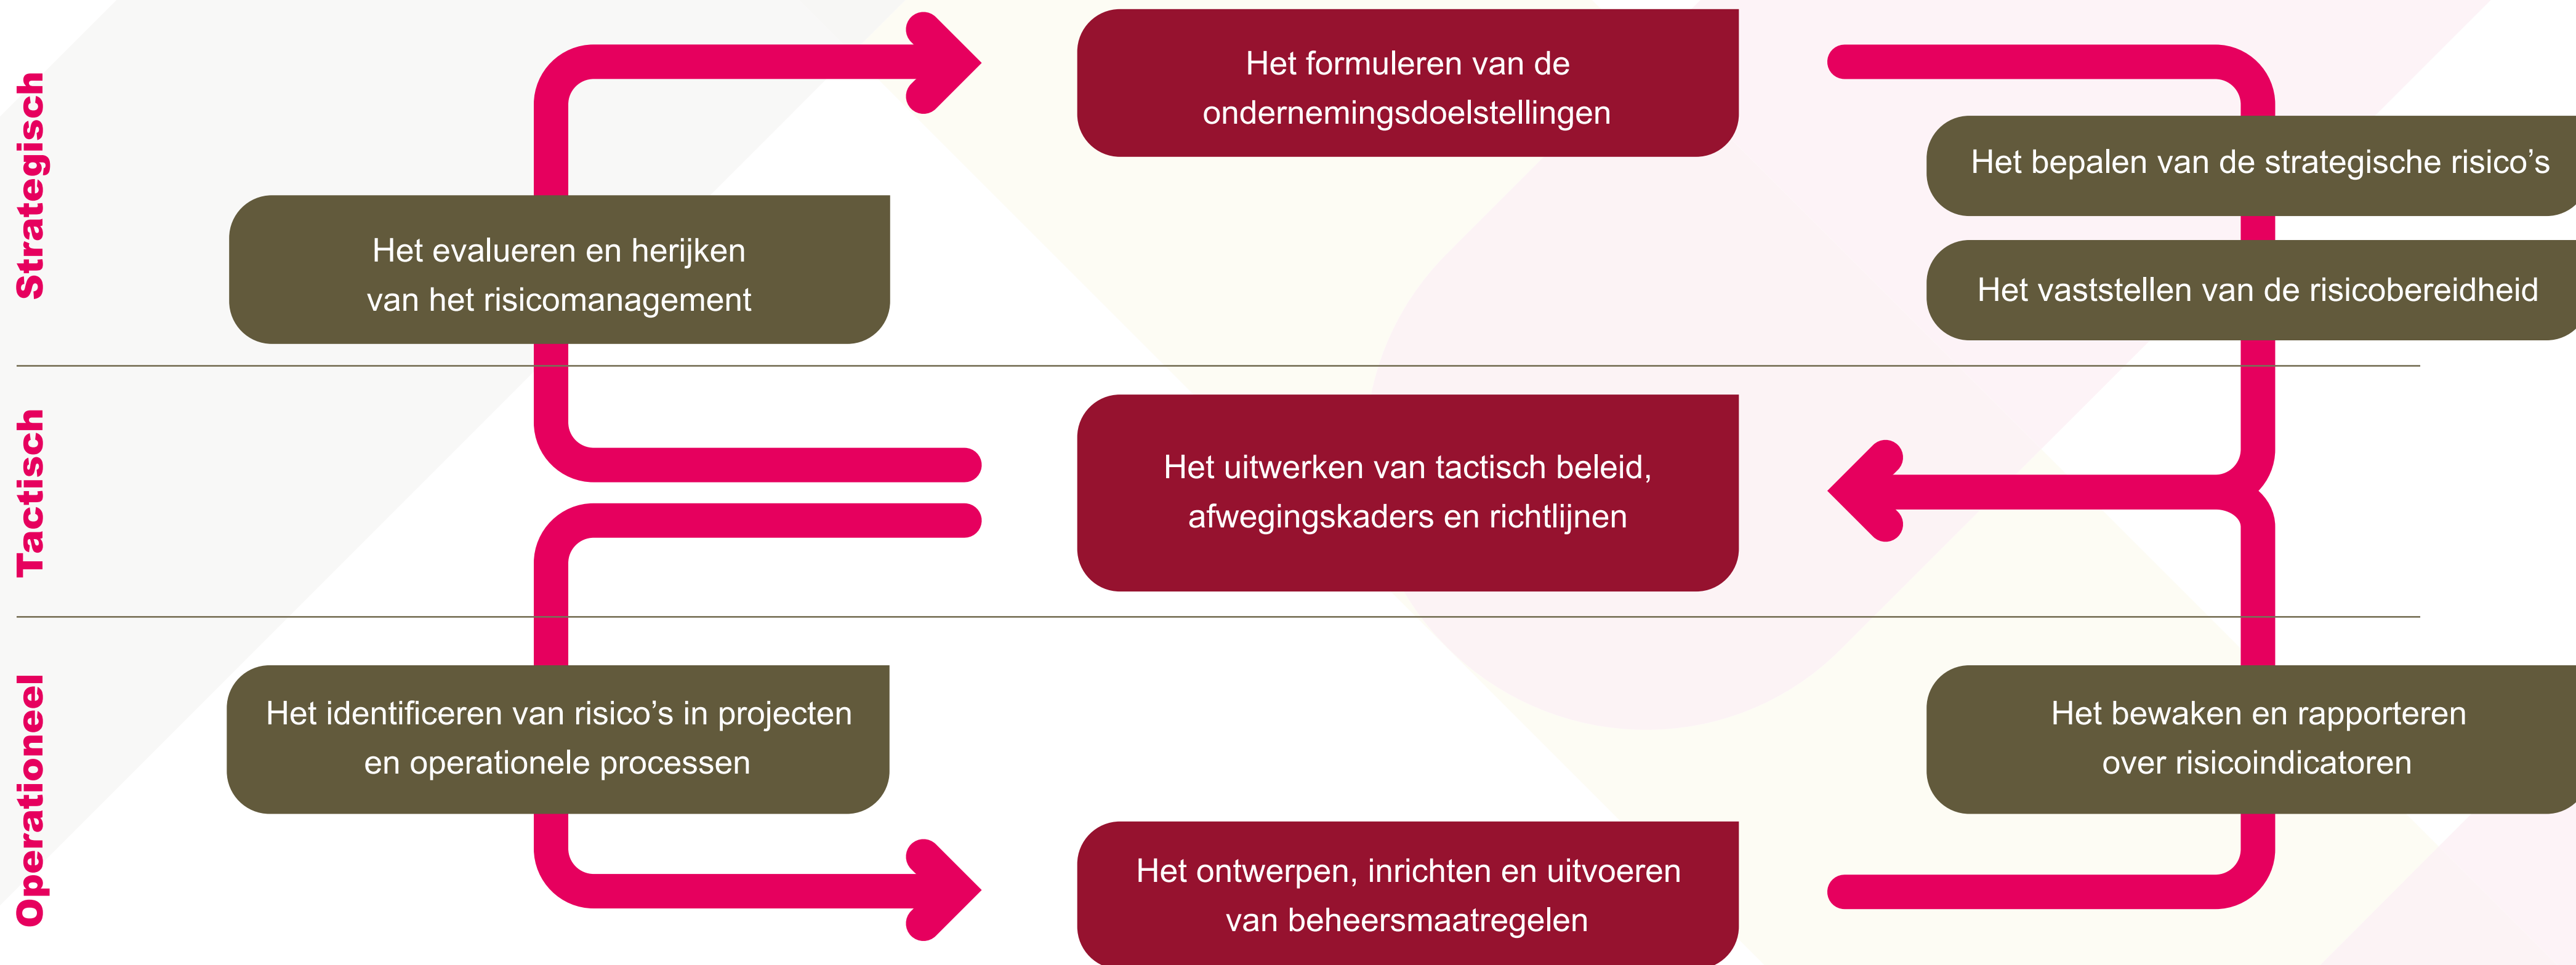 Strategisch
Het formuleren van de
ondernemingsdoelstellingen
Het bepalen van de strategische risico’s
Het evalueren en herijken
van het risicomanagement
Het vaststellen van de risicobereidheid
Tactisch
Het uitwerken van tactisch beleid,
afwegingskaders en richtlijnen
Operationeel
Het identificeren van risico’s in projecten
en operationele processen
Het bewaken en rapporteren
over risicoindicatoren
Het ontwerpen, inrichten en uitvoeren
van beheersmaatregelen